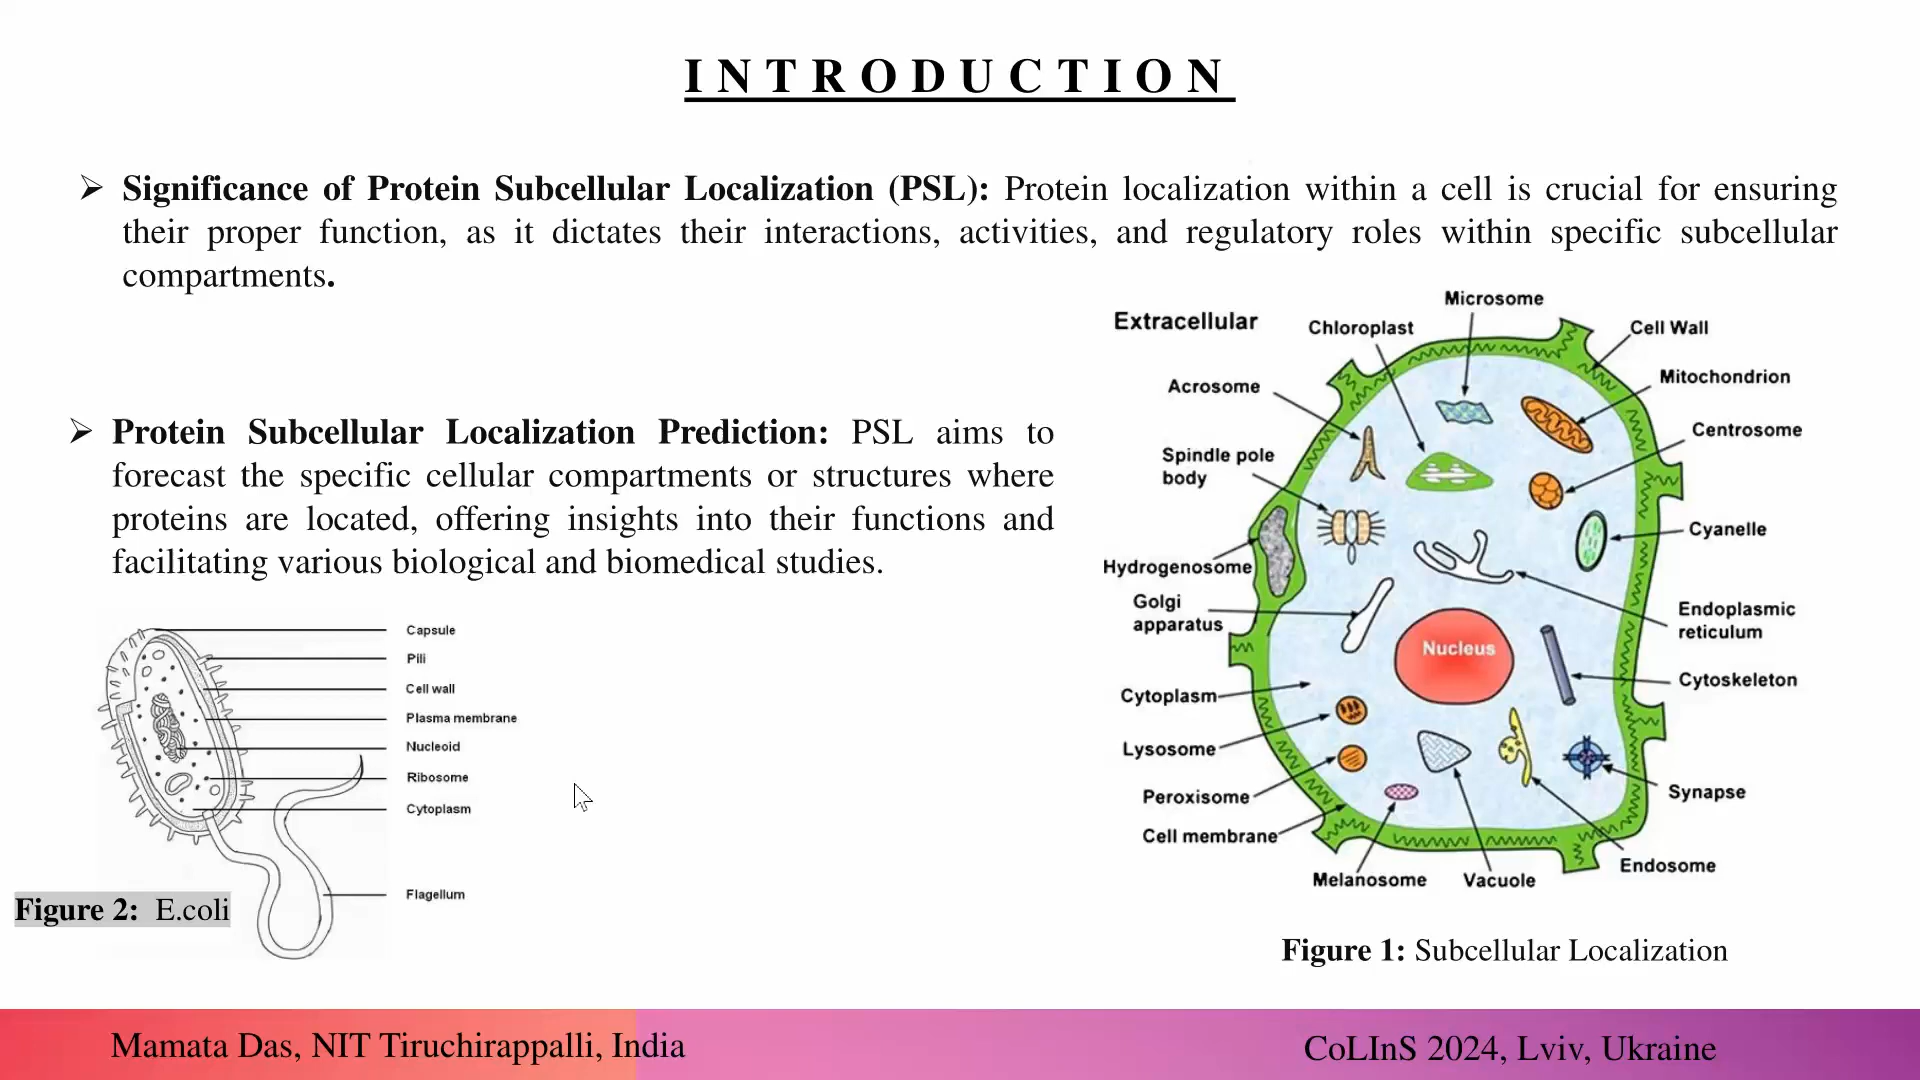 INTRODUCTION
➢ Significance of Protein Subcellular Localization (PSL): Protein localization within a cell is crucial for ensuring
their proper function, as it dictates their interactions, activities, and regulatory roles within specific subcellular
compartments.
➢ Protein Subcellular Localization Prediction: PSL aims to
forecast the specific cellular compartments or structures where
proteins are located, offering insights into their functions and
facilitating various biological and biomedical studies.
Capsule
Pili
Cell wall
Plasma membrane
Nucleoid
Ribosome
Cytoplasm
Flagellum
Figure 2: E.coli
Microsome
Extracellular
Chloroplast
Cell Wall
Mitochondrion
Acrosome
Centrosome
Spindle pole
body
Cyanelle
Hydrogenosome
Golgi
apparatus
Endoplasmic
reticulum
Nucleus
Cytoskeleton
Cytoplasm
Lysosome
Synapse
Peroxisome
Cell membrane
Endosome
Melanosome
Vacuole
Figure 1: Subcellular Localization
Mamata Das, NIT Tiruchirappalli, India
CoLInS 2024, Lviv, Ukraine